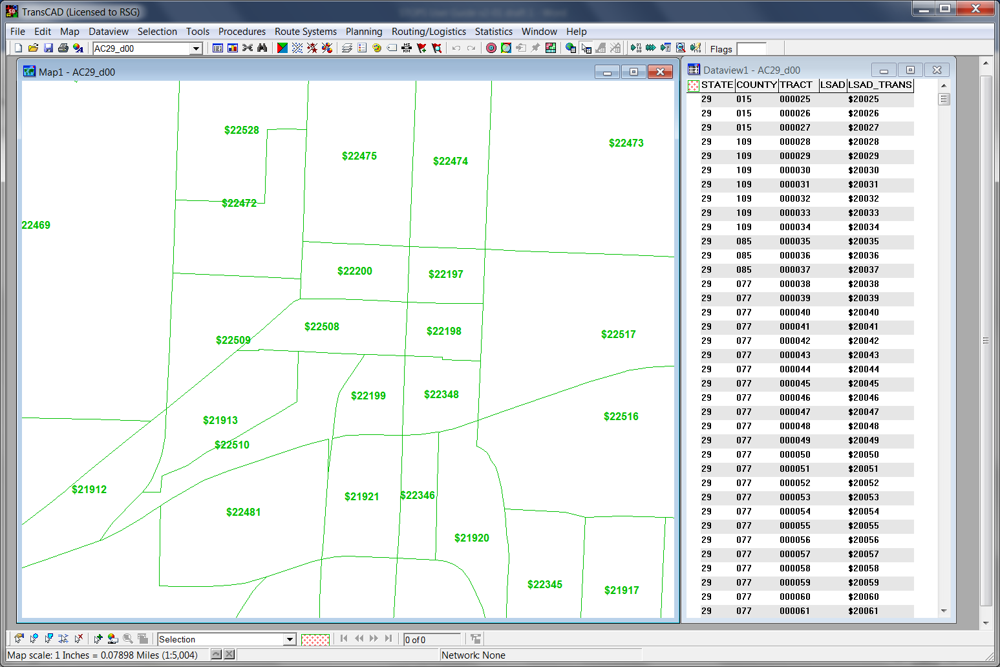 TransCAD (Licensed to RSG)
File Edit Map Dataview Selection Tools Procedures Route Systems Planning Routing/Logistics Statistics Window Help
AC29_d00 Flags
Map1 - AC29_d00
$22528
$22475
$22474
$22473
$22472
22469
$22200
$22197
$22508
$22198
$22517
$22509
$22199
$22348
$22516
$21913
$22510
$21912
$21921
$22346
$22481
$21920
$22345
$21917
Dataview1 - AC29_d00
STATE COUNTY TRACT LSAD LSAD_TRANS
29 015 000025 $20025
29 015 000026 $20026
29 015 000027 $20027
29 109 000028 $20028
29 109 000029 $20029
29 109 000030 $20030
29 109 000031 $20031
29 109 000032 $20032
29 109 000033 $20033
29 109 000034 $20034
29 085 000035 $20035
29 085 000036 $20036
29 085 000037 $20037
29 077 000038 $20038
29 077 000039 $20039
29 077 000040 $20040
29 077 000041 $20041
29 077 000042 $20042
29 077 000043 $20043
29 077 000044 $20044
29 077 000045 $20045
29 077 000046 $20046
29 077 000047 $20047
29 077 000048 $20048
29 077 000049 $20049
29 077 000050 $20050
29 077 000051 $20051
29 077 000052 $20052
29 077 000053 $20053
29 077 000054 $20054
29 077 000055 $20055
29 077 000056 $20056
29 077 000057 $20057
29 077 000058 $20058
29 077 000059 $20059
29 077 000060 $20060
29 077 000061 $20061
Selection 0 of 0
Map scale: 1 Inches = 0.07898 Miles (1:5,004) Network: None